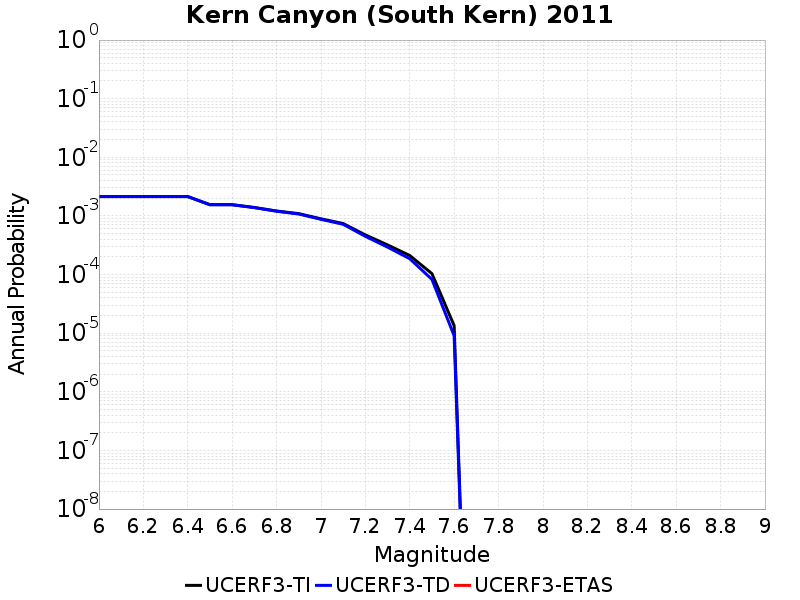 Kern Canyon (South Kern) 2011
10^0
10^-1
10^-2
10^-3
10^-4
10^-5
10^-6
10^-7
10^-8
Annual Probability
6 6.2 6.4 6.6 6.8 7 7.2 7.4 7.6 7.8 8 8.2 8.4 8.6 8.8 9
Magnitude
UCERF3-TI UCERF3-TD UCERF3-ETAS